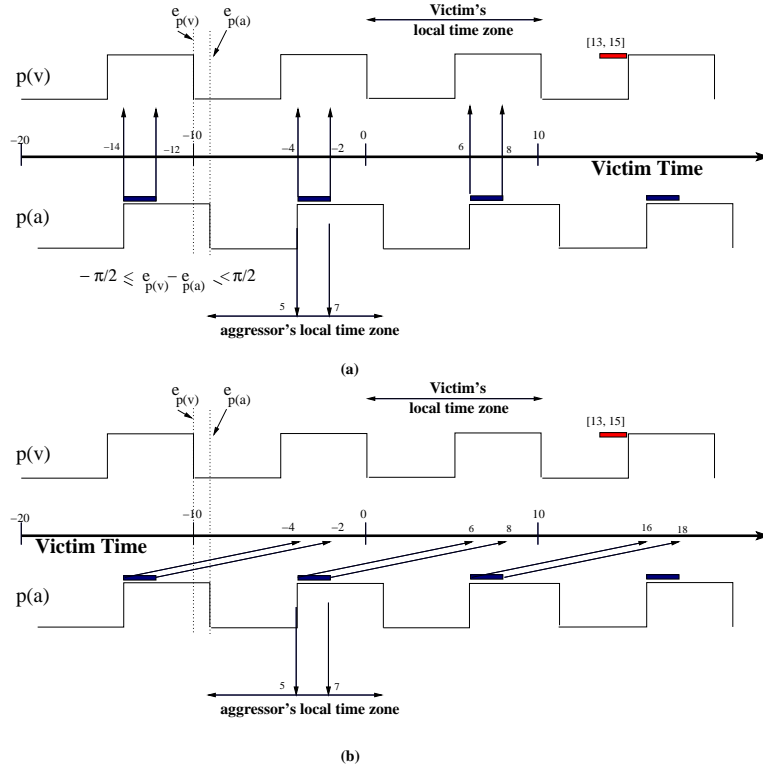 e p(v)
e p(a)
Victim's
local time zone
[13, 15]
p(v)
−20
−14
−12
−10
−4
−2
0
6
8
10
Victim Time
p(a)
− π/2 ≤ e p(v) − e p(a) < π/2
5
7
aggressor's local time zone
(a)
e p(v)
e p(a)
Victim's
local time zone
[13, 15]
p(v)
−20
−10
−4
−2
0
6
8
10
16
18
Victim Time
p(a)
5
7
aggressor's local time zone
(b)